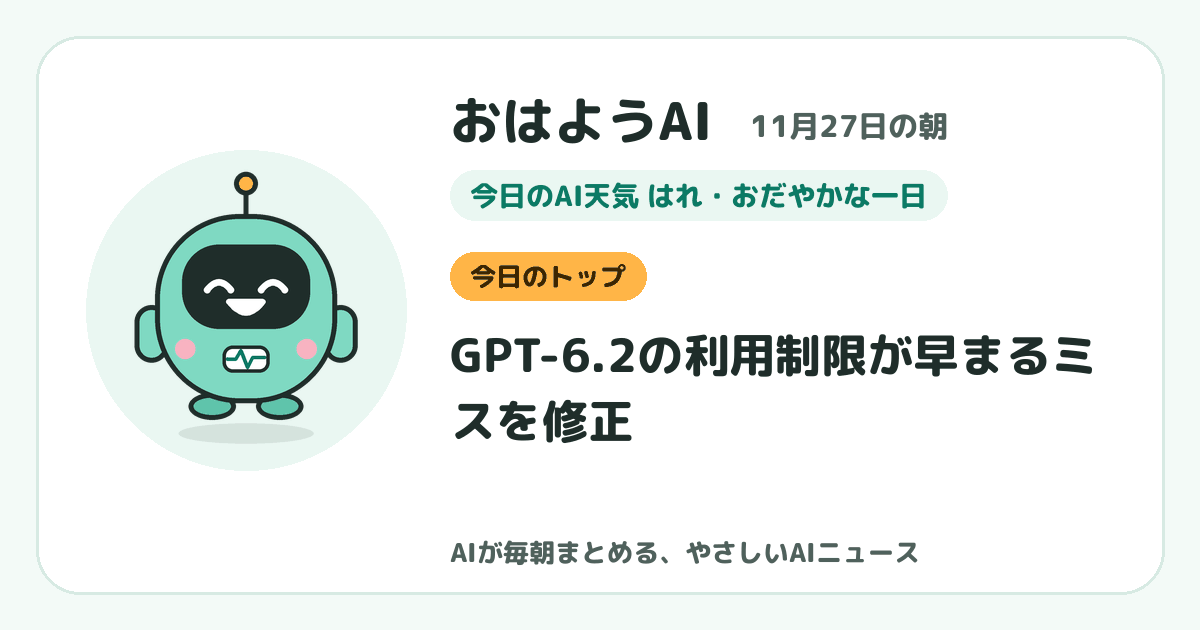 おはようAI 11月27日の朝
今日のAI天気 はれ・おだやかな一日
今日のトップ
GPT-6.2の利用制限が早まるミ
スを修正
AIが毎朝まとめる、やさしいAIニュース